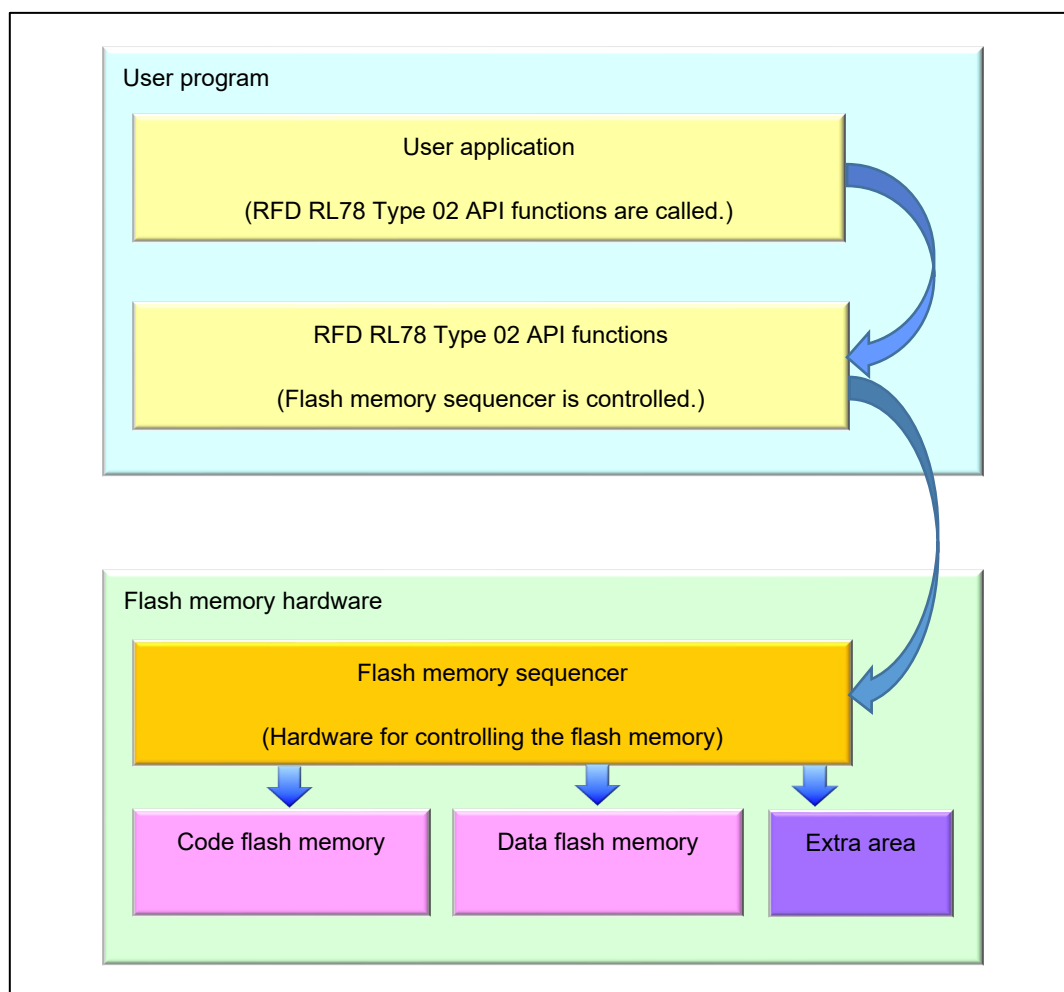 User program
User application
(RFD RL78 Type 02 API functions are called.)
RFD RL78 Type 02 API functions
(Flash memory sequencer is controlled.)
Flash memory hardware
Flash memory sequencer
(Hardware for controlling the flash memory)
Code flash memory
Data flash memory
Extra area